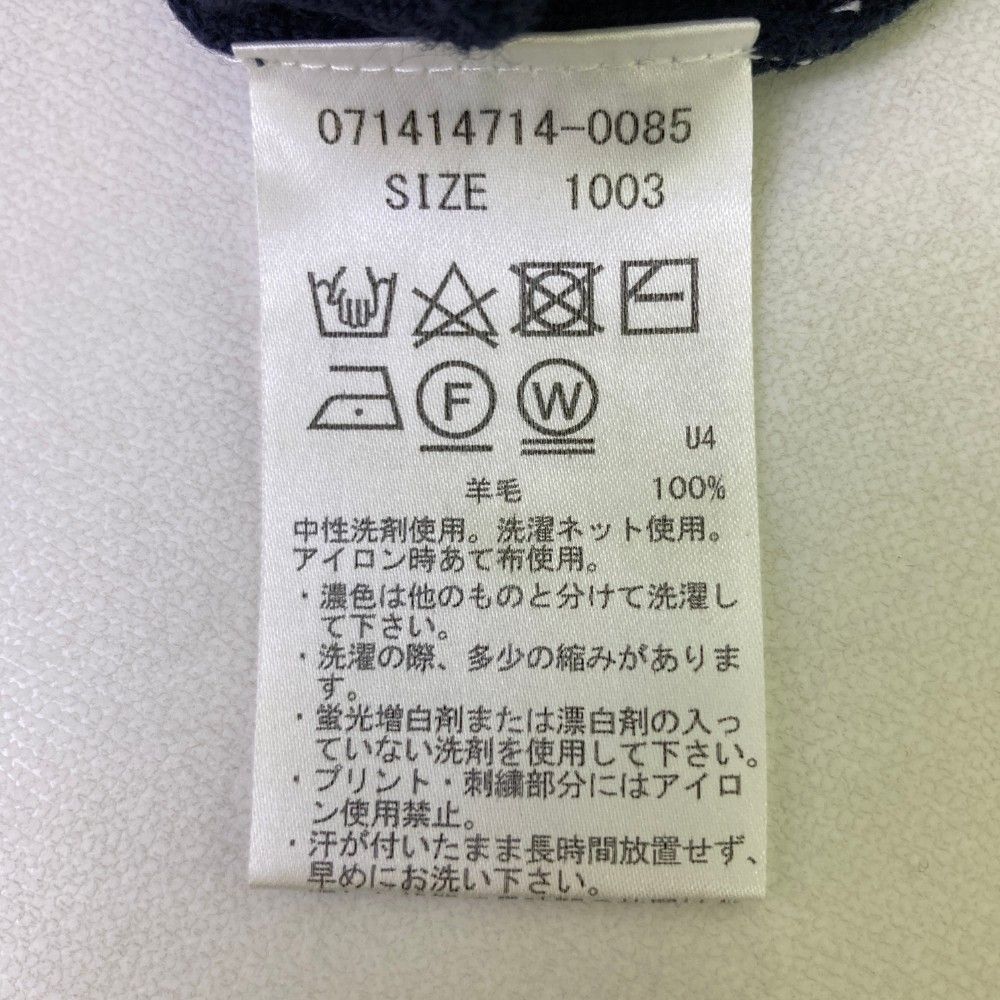 071414714-0085
SIZE 1003
F W
U4
羊毛 100%
中性洗剤使用。洗濯ネット使用。
アイロン時あて布使用。
・濃色は他のものと分けて洗濯し
て下さい。
・洗濯の際、多少の縮みがありま
す。
・蛍光増白剤または漂白剤の入っ
ていない洗剤を使用して下さい。
・プリント・刺繍部分にはアイロ
ン使用禁止。
・汗が付いたまま長時間放置せず、
早めにお洗い下さい。